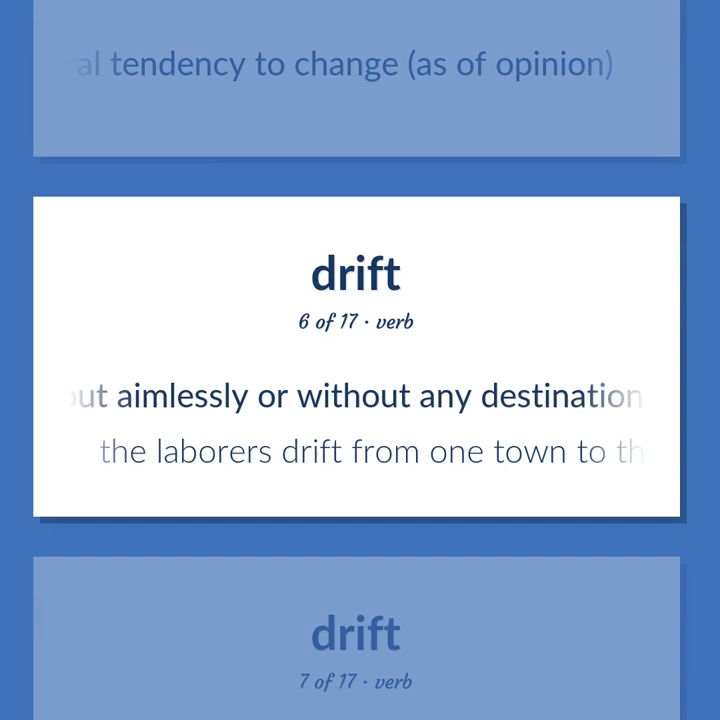 tendency to change (as of opinion)
drift
6 of 17 · verb
aimlessly or without any destination
the laborers drift from one town to
drift
7 of 17 · verb